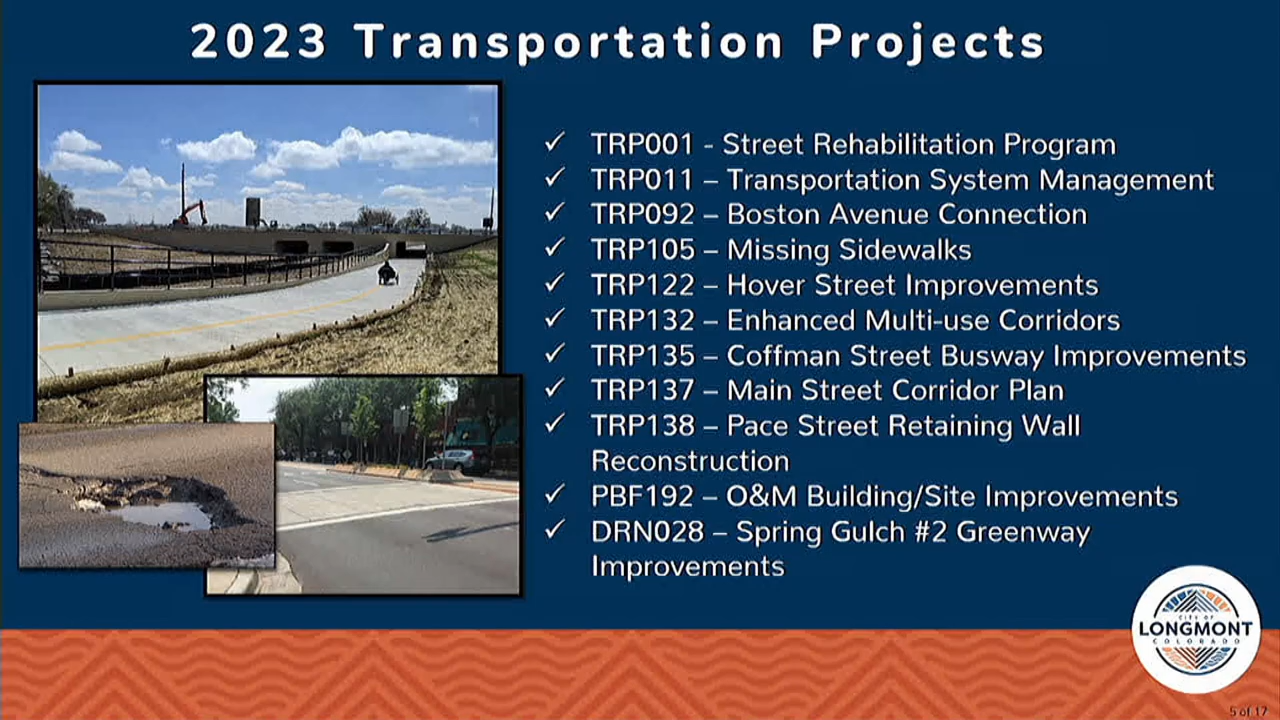 2023 Transportation Projects
✓ TRP001 - Street Rehabilitation Program
✓ TRP011 – Transportation System Management
✓ TRP092 – Boston Avenue Connection
✓ TRP105 – Missing Sidewalks
✓ TRP122 – Hover Street Improvements
✓ TRP132 – Enhanced Multi-use Corridors
✓ TRP135 – Coffman Street Busway Improvements
✓ TRP137 – Main Street Corridor Plan
✓ TRP138 – Pace Street Retaining Wall
Reconstruction
✓ PBF192 – O&M Building/Site Improvements
✓ DRN028 – Spring Gulch #2 Greenway
Improvements
CITY OF
LONGMONT
COLORADO
5 of 17